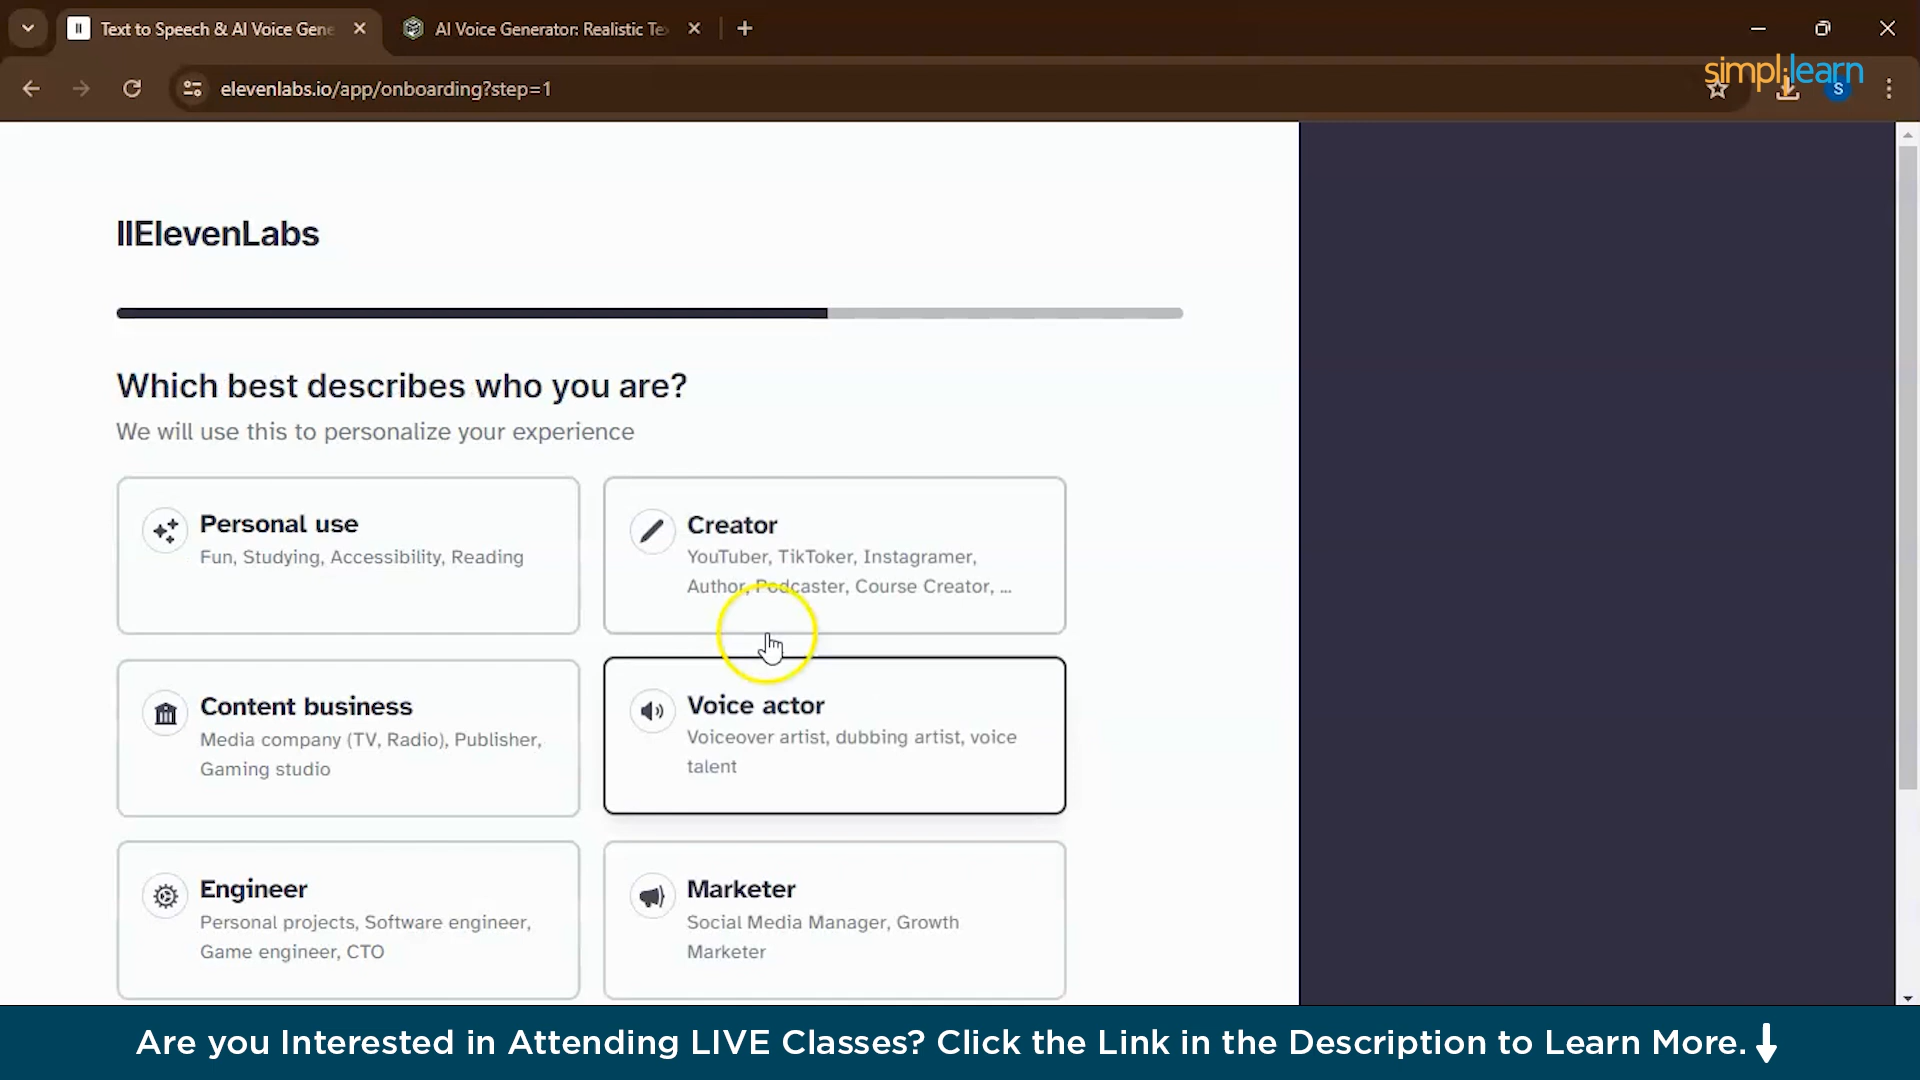 Text to Speech & AI Voice Gene
AI Voice Generator: Realistic Te
elevenlabs.io/app/onboarding?step=1
simplilearn
S
IIElevenLabs
Which best describes who you are?
We will use this to personalize your experience
Personal use
Fun, Studying, Accessibility, Reading
Creator
YouTuber, TikToker, Instagramer,
Author, Podcaster, Course Creator, ...
Content business
Media company (TV, Radio), Publisher,
Gaming studio
Voice actor
Voiceover artist, dubbing artist, voice
talent
Engineer
Personal projects, Software engineer,
Game engineer, CTO
Marketer
Social Media Manager, Growth
Marketer
Are you Interested in Attending LIVE Classes? Click the Link in the Description to Learn More.